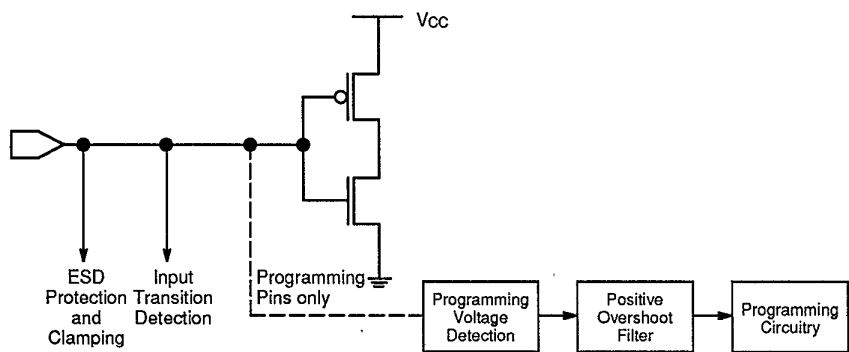 Vcc
ESD
Protection
and
Clamping
Input
Transition
Detection
Programming
Pins only
Programming
Voltage
Detection
Positive
Overshoot
Filter
Programming
Circuitry